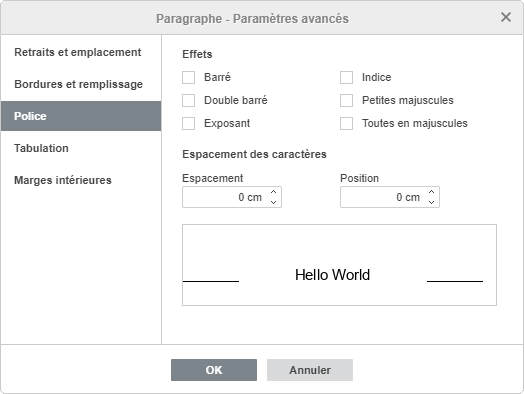 Paragraphe - Paramètres avancés
Retraits et emplacement
Bordures et remplissage
Police
Tabulation
Marges intérieures
Effets
Barré
Indice
Double barré
Petites majuscules
Exposant
Toutes en majuscules
Espacement des caractères
Espacement
Position
0 cm
0 cm
Hello World
OK
Annuler